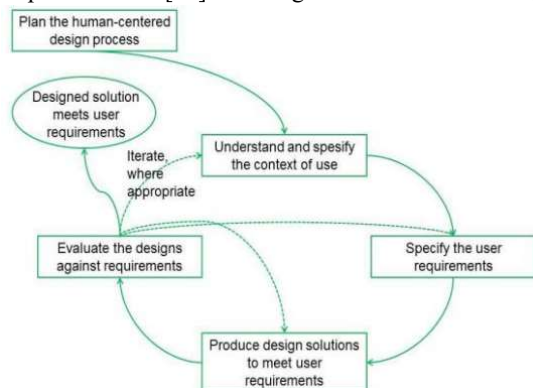 Plan the human-centered
design process
Designed solution
meets user
requirements
Iterate,
where
appropriate
Understand and spesify
the context of use
Evaluate the designs
against requirements
Specify the user
requirements
Produce design solutions
to meet user
requirements